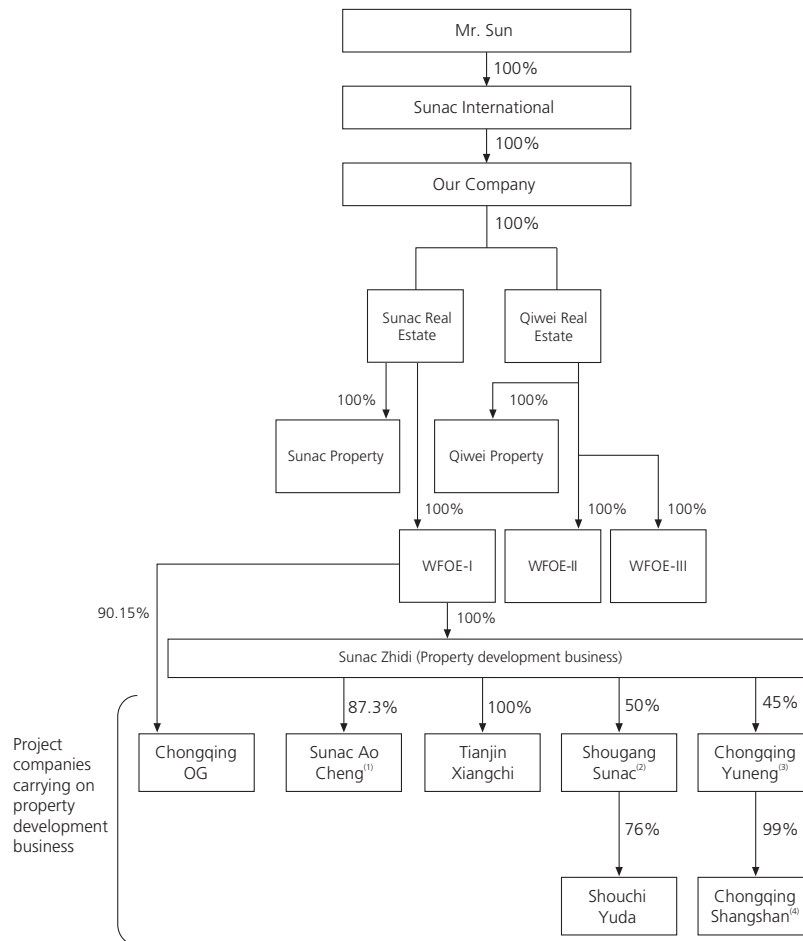 Mr. Sun
100%
Sunac International
100%
Our Company
100%
Sunac Real
Estate
Qiwei Real
Estate
100%
100%
Sunac Property
Qiwei Property
100%
100%
100%
WFOE-I
WFOE-II
WFOE-III
90.15%
100%
Sunac Zhidi (Property development business)
87.3%
100%
50%
45%
Project
companies
carrying on
property
development
business
Chongqing
OG
Sunac Ao
Cheng(1)
Tianjin
Xiangchi
Shougang
Sunac(2)
Chongqing
Yuneng(3)
76%
99%
Shouchi
Yuda
Chongqing
Shangshan(4)